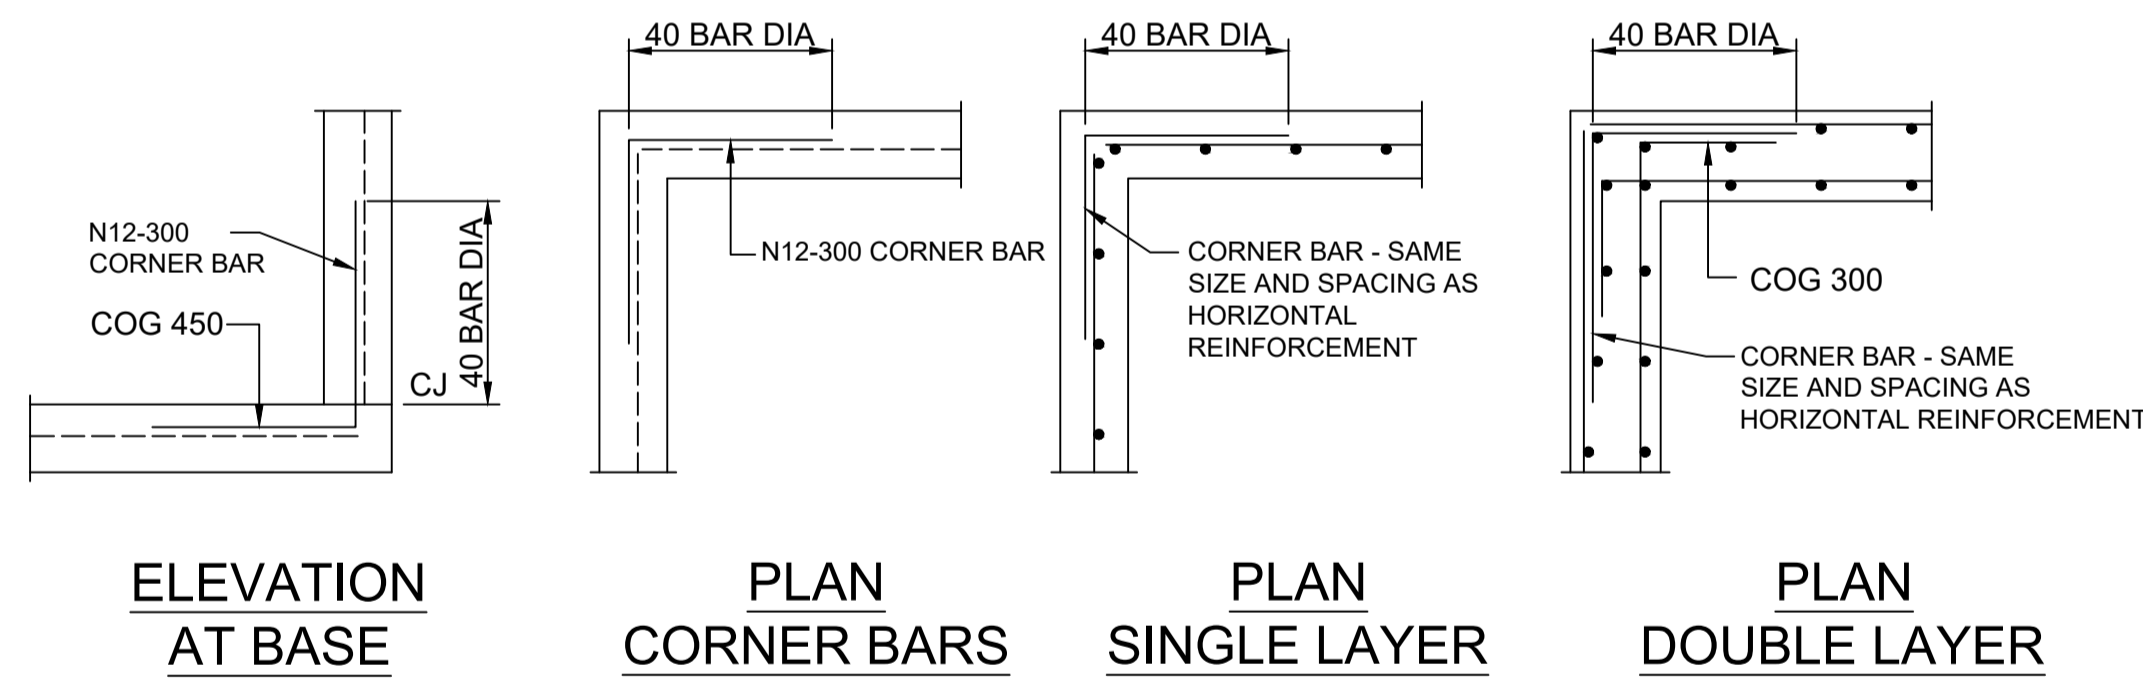 40 BAR DIA
N12-300
CORNER BAR
COG 450
CJ
40 BAR DIA
ELEVATION
AT BASE
N12-300 CORNER BAR
PLAN
CORNER BARS
40 BAR DIA
CORNER BAR - SAME
SIZE AND SPACING AS
HORIZONTAL
REINFORCEMENT
PLAN
SINGLE LAYER
40 BAR DIA
COG 300
CORNER BAR - SAME
SIZE AND SPACING AS
HORIZONTAL REINFORCEMENT
PLAN
DOUBLE LAYER